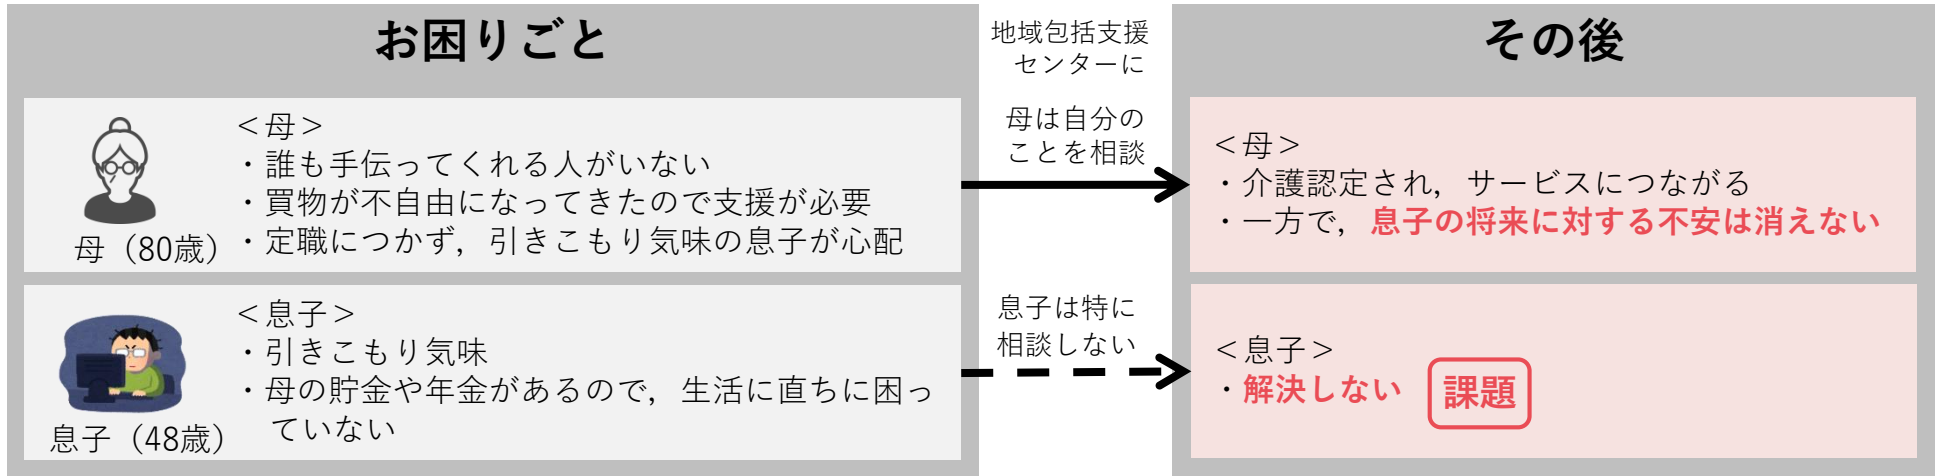 お困りごと
＜母＞
・誰も手伝ってくれる人がいない
・買物が不自由になってきたので支援が必要
・定職につかず，引きこもり気味の息子が心配
母（80歳）
＜息子＞
・引きこもり気味
・母の貯金や年金があるので，生活に直ちに困っ
ていない
息子（48歳）
地域包括支援
センターに
母は自分の
ことを相談
息子は特に
相談しない
その後
＜母＞
・介護認定され，サービスにつながる
・一方で，息子の将来に対する不安は消えない
＜息子＞
・解決しない
課題